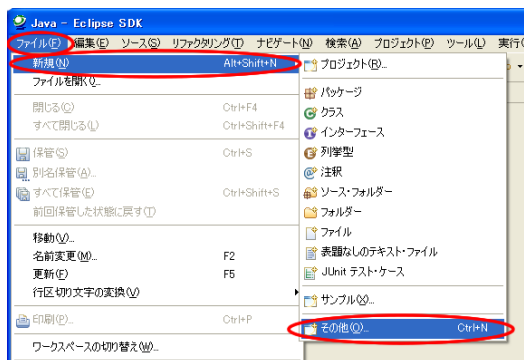 Java - Eclipse SDK
ファイル(F) 編集(E) ソース(S) リファクタリング(T) ナビゲート(N) 検索(A) プロジェクト(P) ツール(L) 実行(
新規(N) Alt+Shift+N
ファイルを開く(.)...
閉じる(C) Ctrl+F4
すべて閉じる(L) Ctrl+Shift+F4
保管(S) Ctrl+S
別名保管(A)...
すべて保管(E) Ctrl+Shift+S
前回保管した状態に戻す(T)
移動(V)...
名前変更(M)... F2
更新(F) F5
行区切り文字の変換(V)
印刷(P)... Ctrl+P
ワークスペースの切り替え(W)...
プロジェクト(R)...
パッケージ
クラス
インターフェース
列挙型
注釈
ソース・フォルダー
フォルダー
ファイル
表題なしのテキスト・ファイル
JUnit テスト・ケース
サンプル(X)...
その他(O)... Ctrl+N